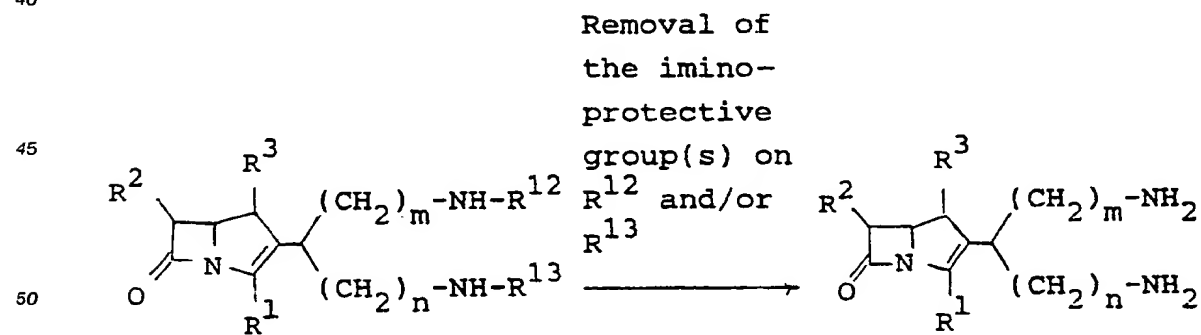 40
Removal of
the imino-
protective
group(s) on
R12 and/or
R13
45
R2 R3 (CH2)m-NH-R12
O N R1 (CH2)n-NH-R13
R2 R3 (CH2)m-NH2
O N R1 (CH2)n-NH2
50